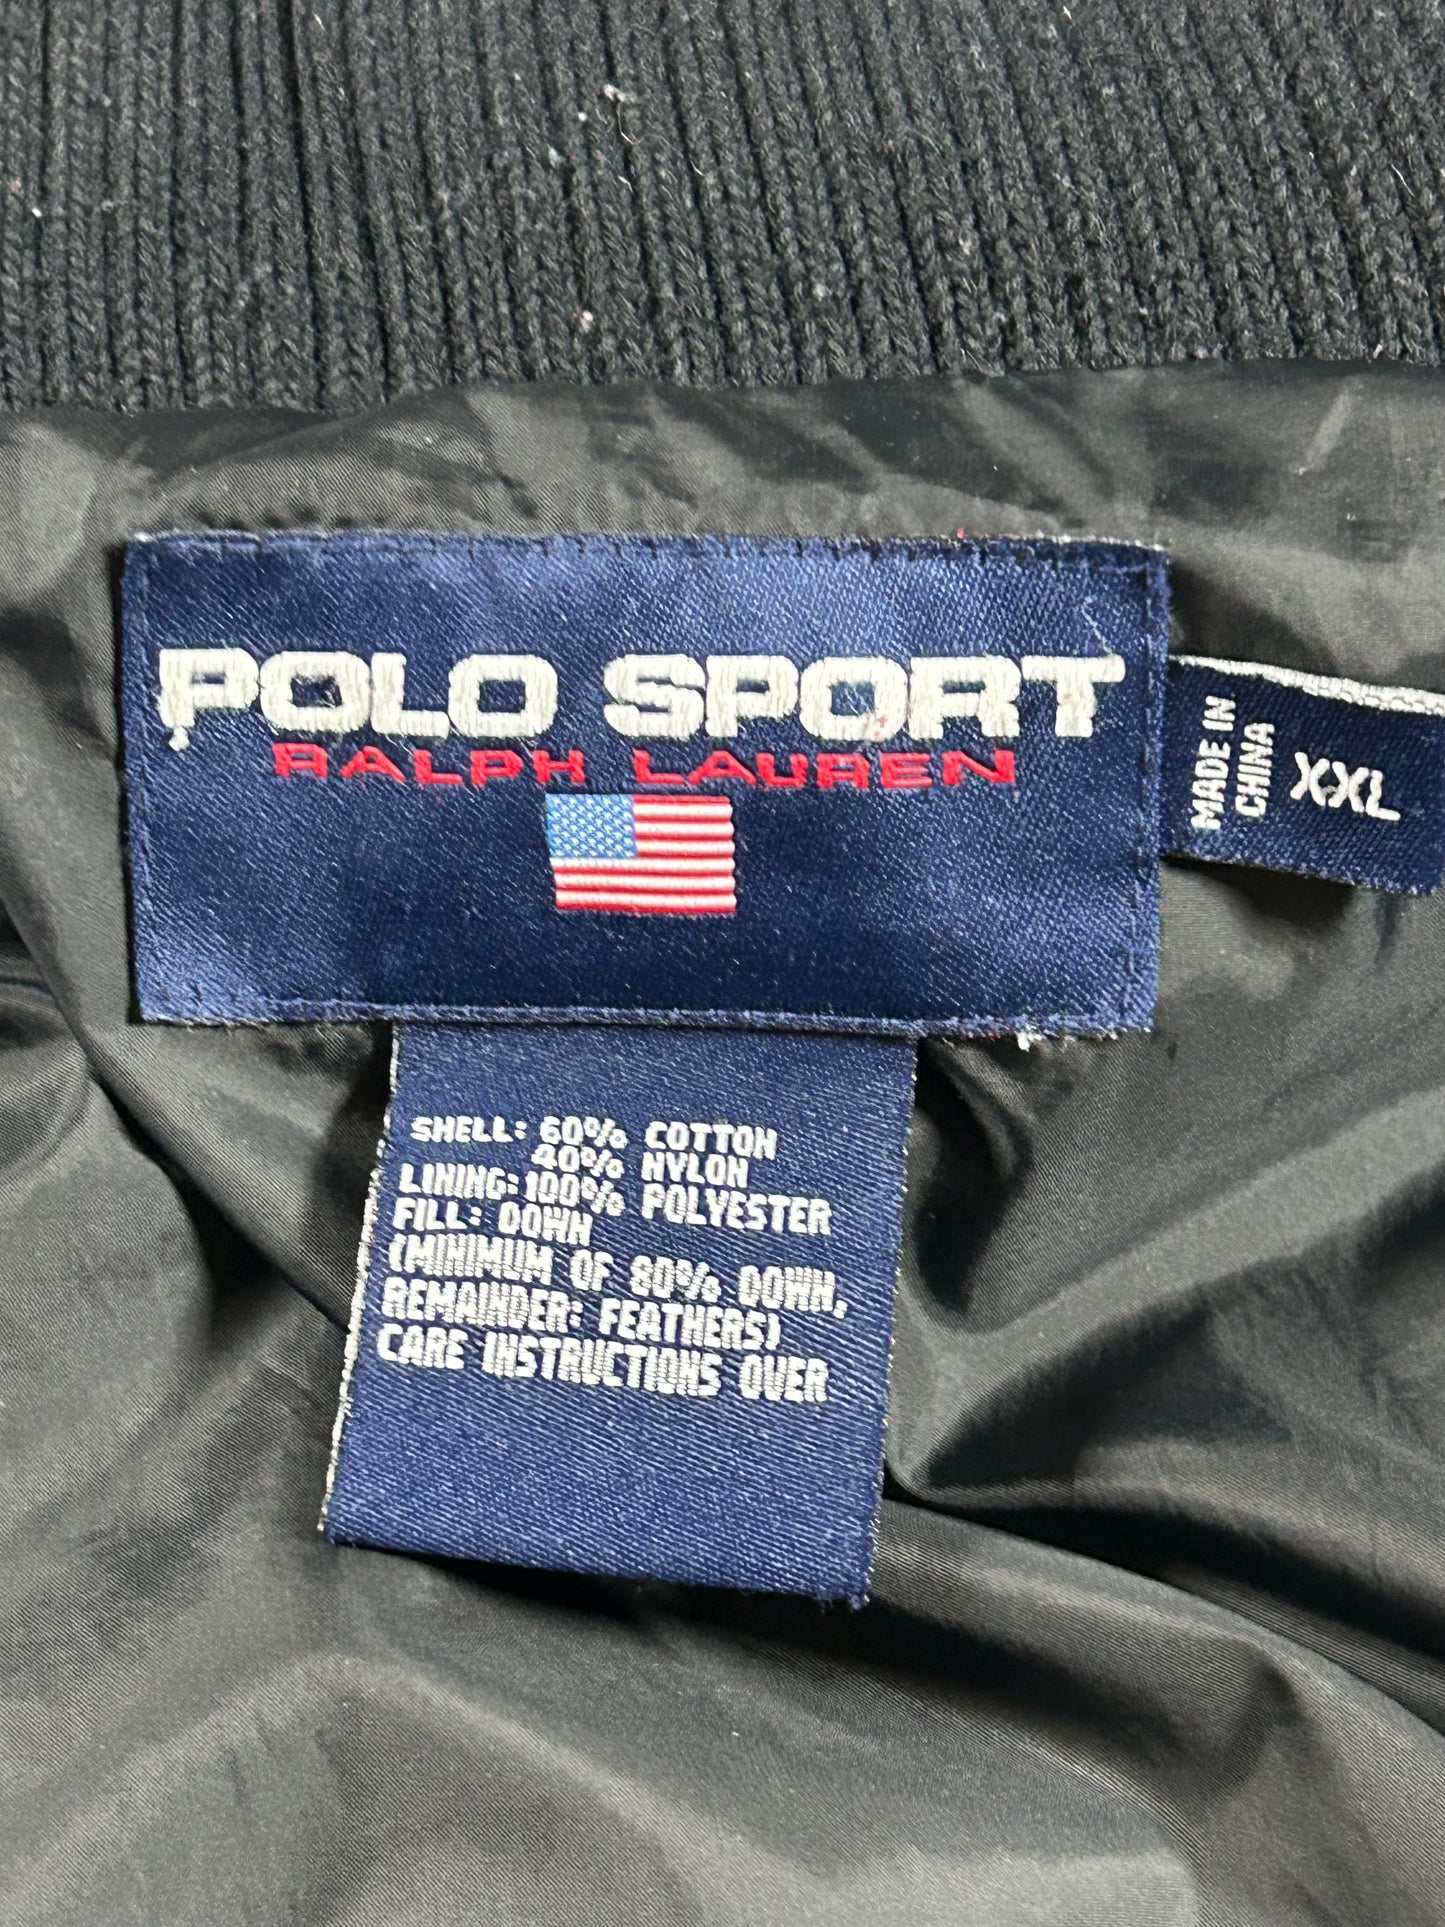 POLO SPORT
RALPH LAUREN
MADE IN
CHINA
XXL
SHELL: 60% COTTON
40% NYLON
LINING: 100% POLYESTER
FILL: DOWN
(MINIMUM OF 80% DOWN,
REMAINDER: FEATHERS)
CARE INSTRUCTIONS OVER